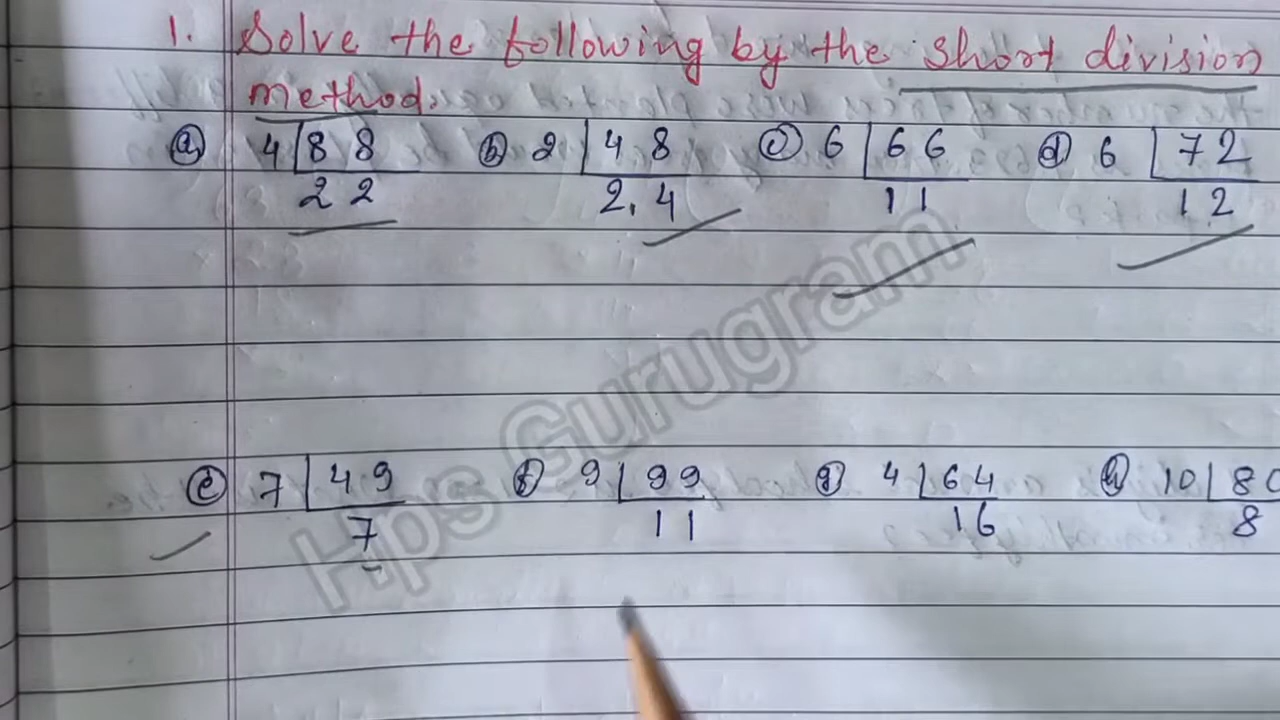 1. Solve the following by the short division
method.
(a) 4 88 (b) 2 48 (c) 6 66 (d) 6 72
22 2,4 11 12
(e) 7 49 (f) 9 99 (g) 4 64 (h) 10 80
7 11 16 8
Hps Gurugram